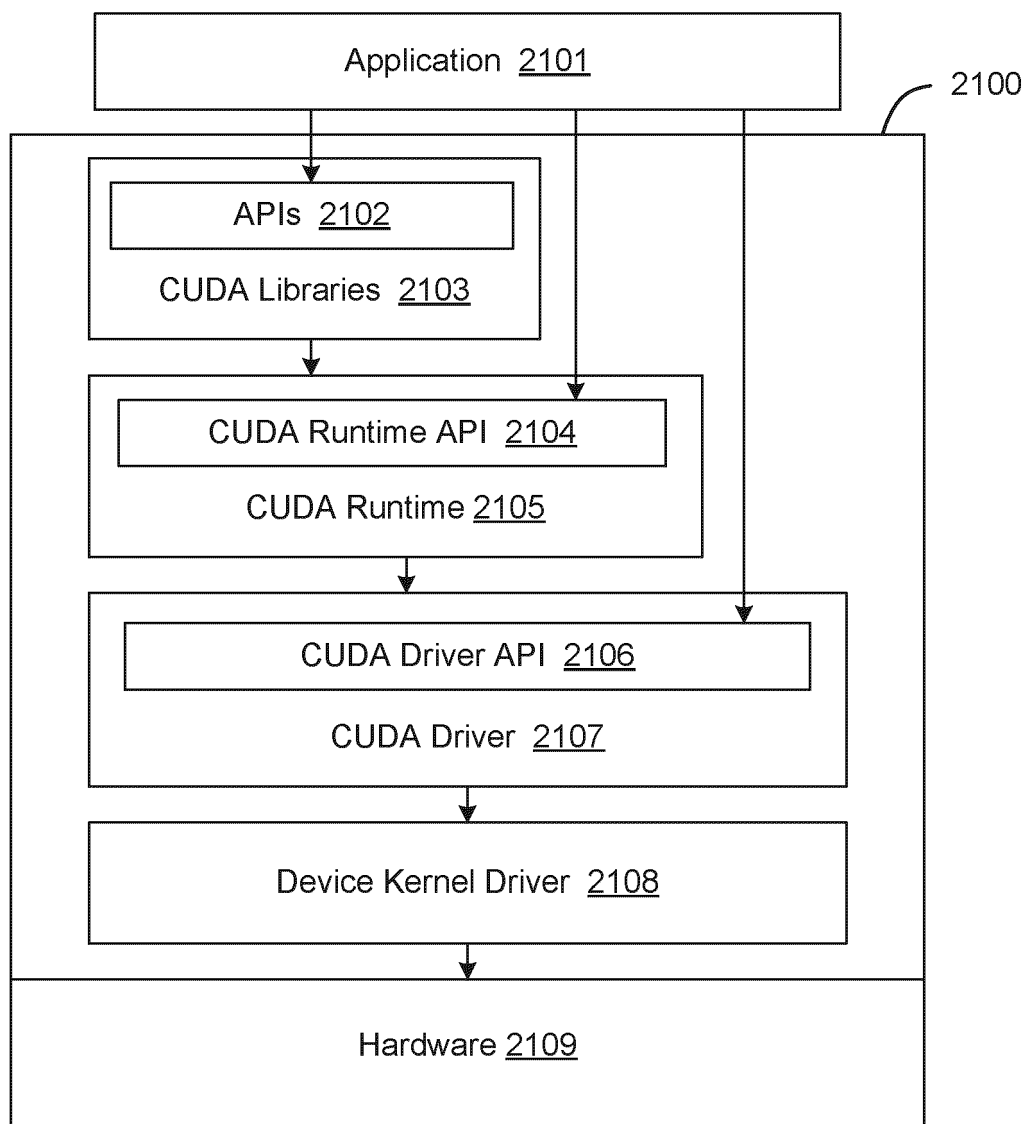 Application 2101
2100
APIs 2102
CUDA Libraries 2103
CUDA Runtime API 2104
CUDA Runtime 2105
CUDA Driver API 2106
CUDA Driver 2107
Device Kernel Driver 2108
Hardware 2109